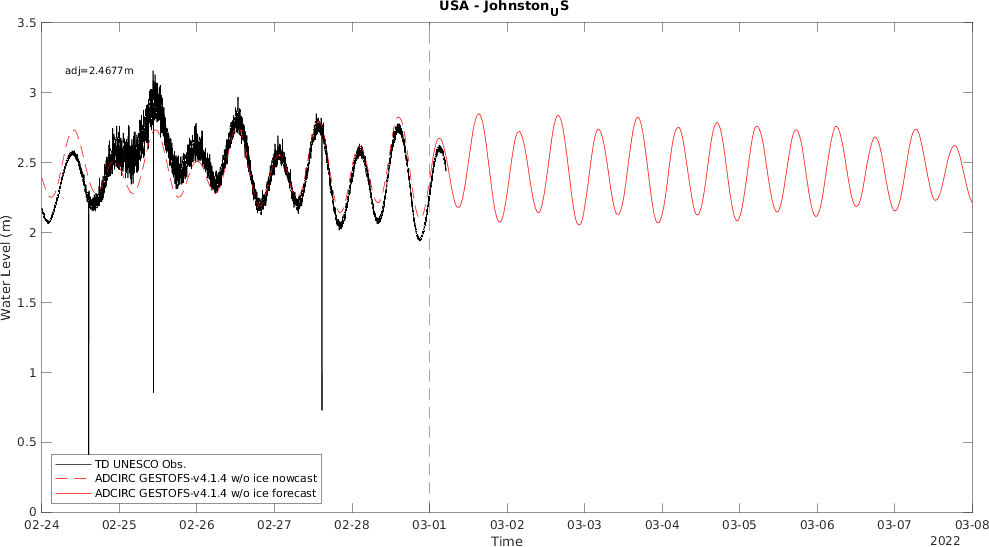 USA - Johnston_US
3.5
adj=2.4677m
3
2.5
2
1.5
1
0.5
0
Water Level (m)
TD UNESCO Obs.
ADCIRC GESTOFS-v4.1.4 w/o ice nowcast
ADCIRC GESTOFS-v4.1.4 w/o ice forecast
02-24 02-25 02-26 02-27 02-28 03-01 03-02 03-03 03-04 03-05 03-06 03-07 03-08
Time
2022